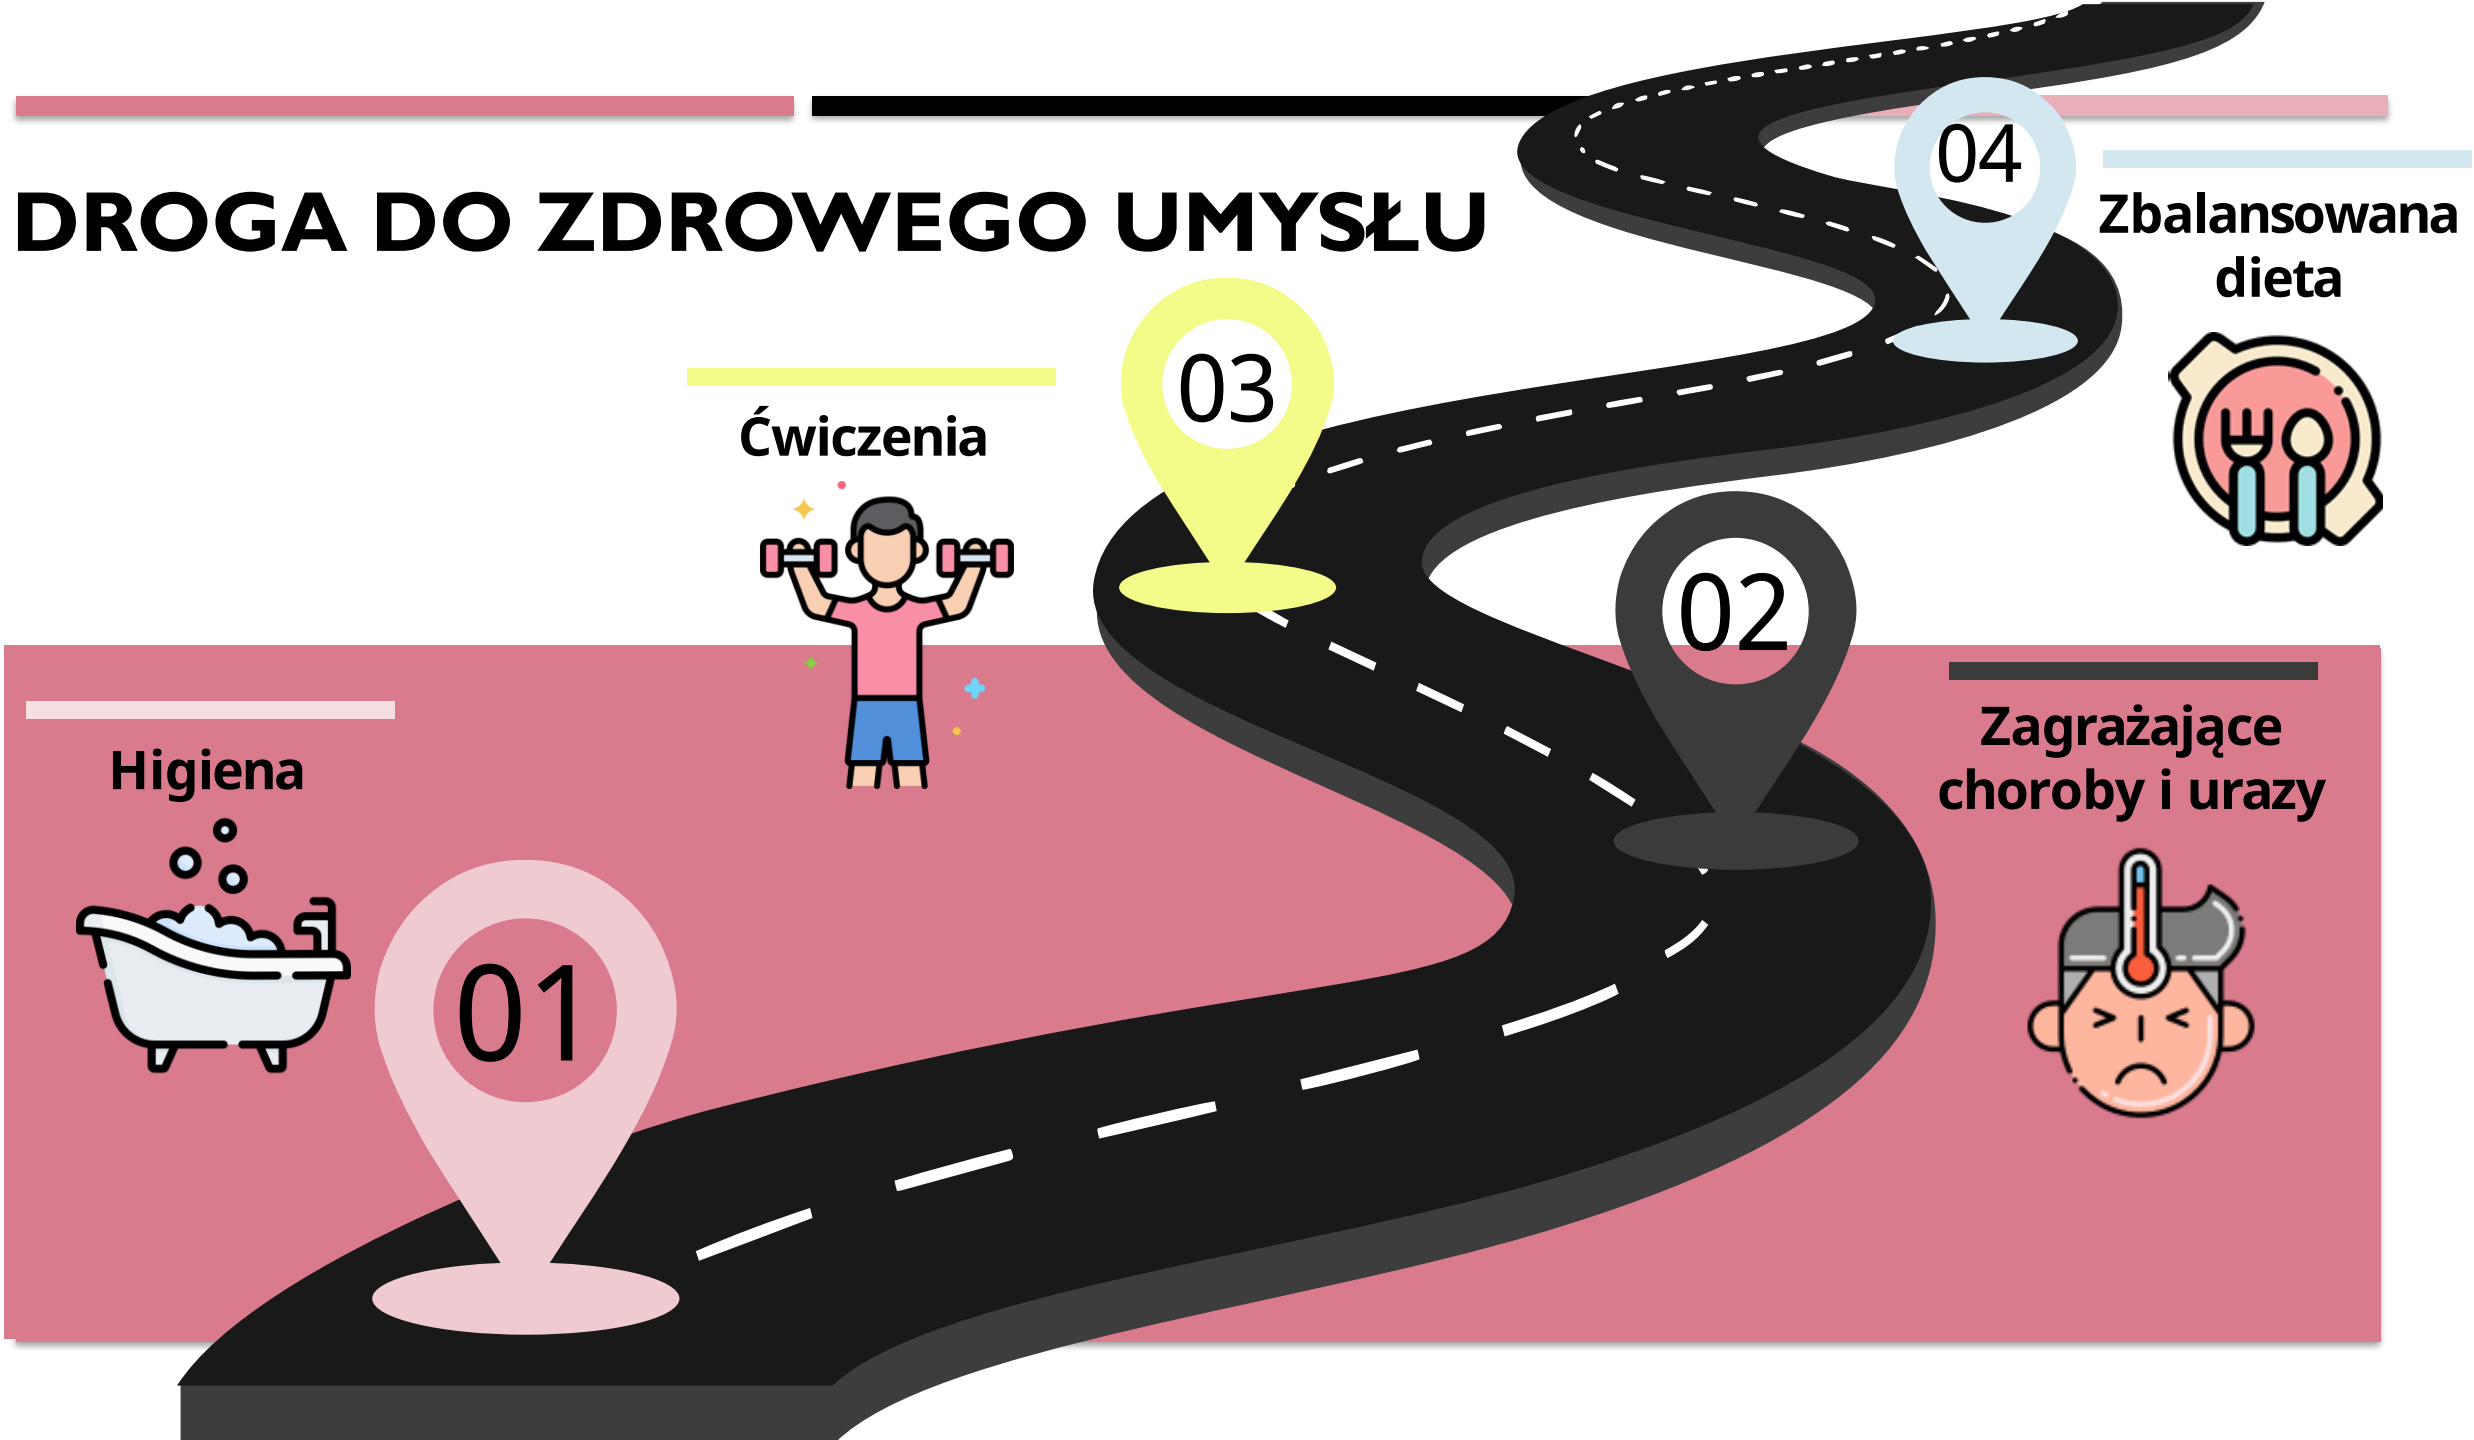 DROGA DO ZDROWEGO UMYSŁU
04
Zbalansowana
dieta
03
Ćwiczenia
02
Zagrażające
choroby i urazy
Higiena
01